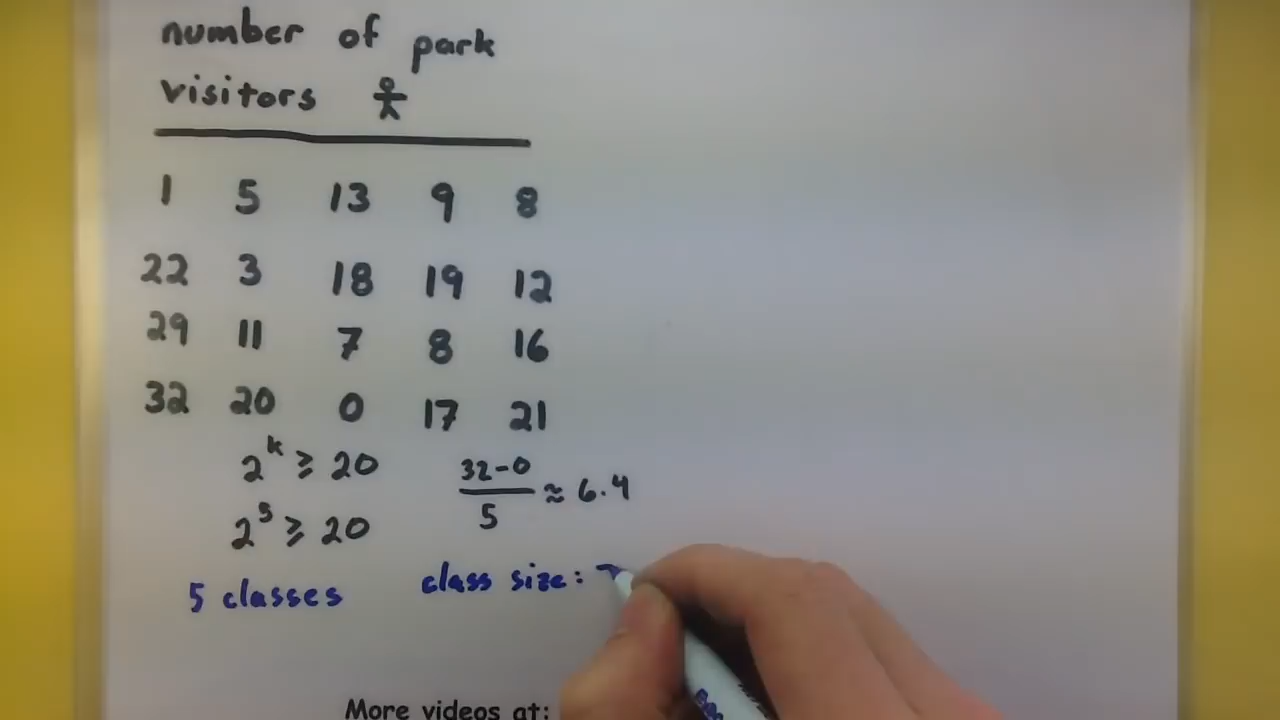 number of park
visitors
1 5 13 9 8
22 3 18 19 12
29 11 7 8 16
32 20 0 17 21
2^k ≥ 20
32-0
5
≈ 6.4
2^5 ≥ 20
5 classes
class size:
More videos at: